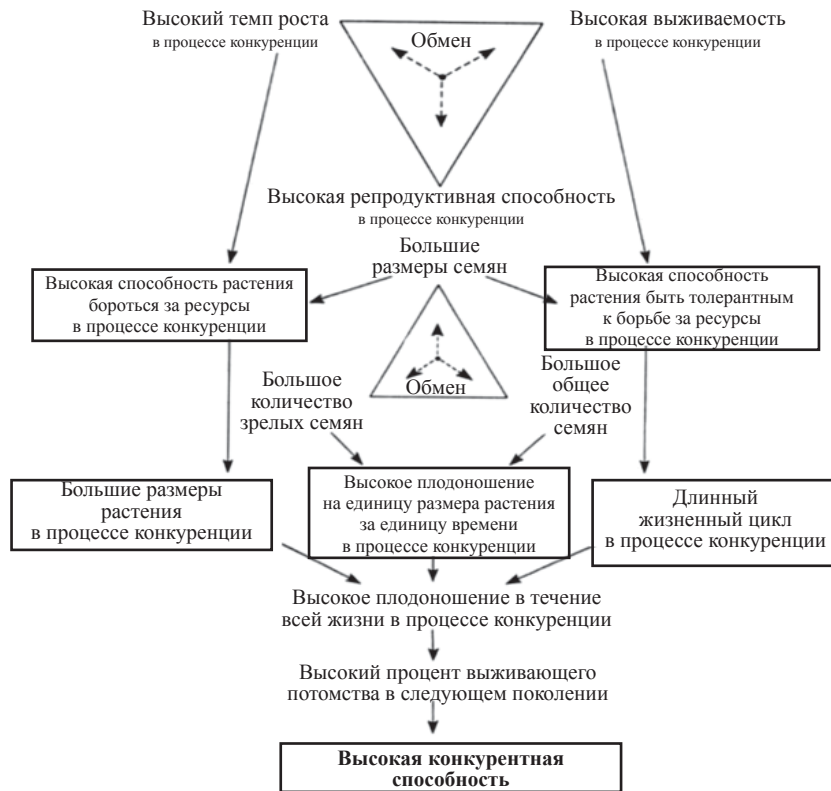 Высокий темп роста
в процессе конкуренции
Обмен
Высокая выживаемость
в процессе конкуренции
Высокая репродуктивная способность
в процессе конкуренции
Большие
размеры семян
Высокая способность растения
бороться за ресурсы
в процессе конкуренции
Высокая способность
растения быть толерантным
к борьбе за ресурсы
в процессе конкуренции
Обмен
Большое
количество
зрелых семян
Большое
общее
количество
семян
Большие размеры
растения
в процессе конкуренции
Высокое плодоношение
на единицу размера растения
за единицу времени
в процессе конкуренции
Длинный
жизненный цикл
в процессе конкуренции
Высокое плодоношение в течение
всей жизни в процессе конкуренции
Высокий процент выживающего
потомства в следующем поколении
Высокая конкурентная
способность